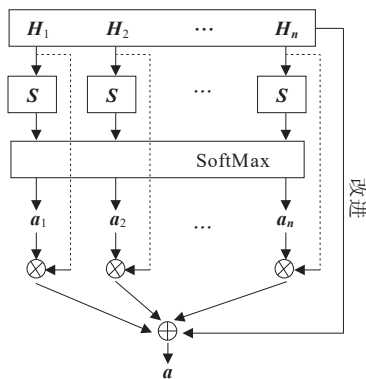 H₁ H₂ ... Hₙ
S S ... S
SoftMax
a₁ a₂ ... aₙ
改进
a